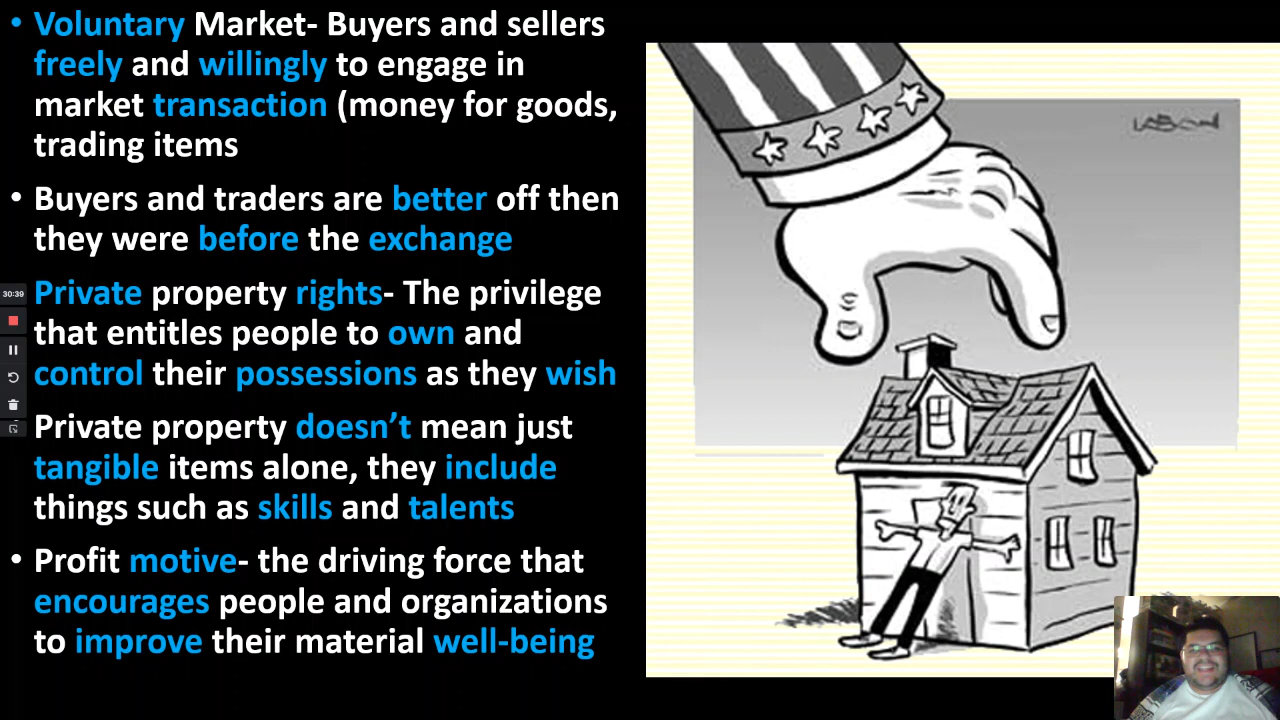 • Voluntary Market- Buyers and sellers
freely and willingly to engage in
market transaction (money for goods,
trading items
• Buyers and traders are better off then
they were before the exchange
• Private property rights- The privilege
that entitles people to own and
control their possessions as they wish
• Private property doesn’t mean just
tangible items alone, they include
things such as skills and talents
• Profit motive- the driving force that
encourages people and organizations
to improve their material well-being
30:39